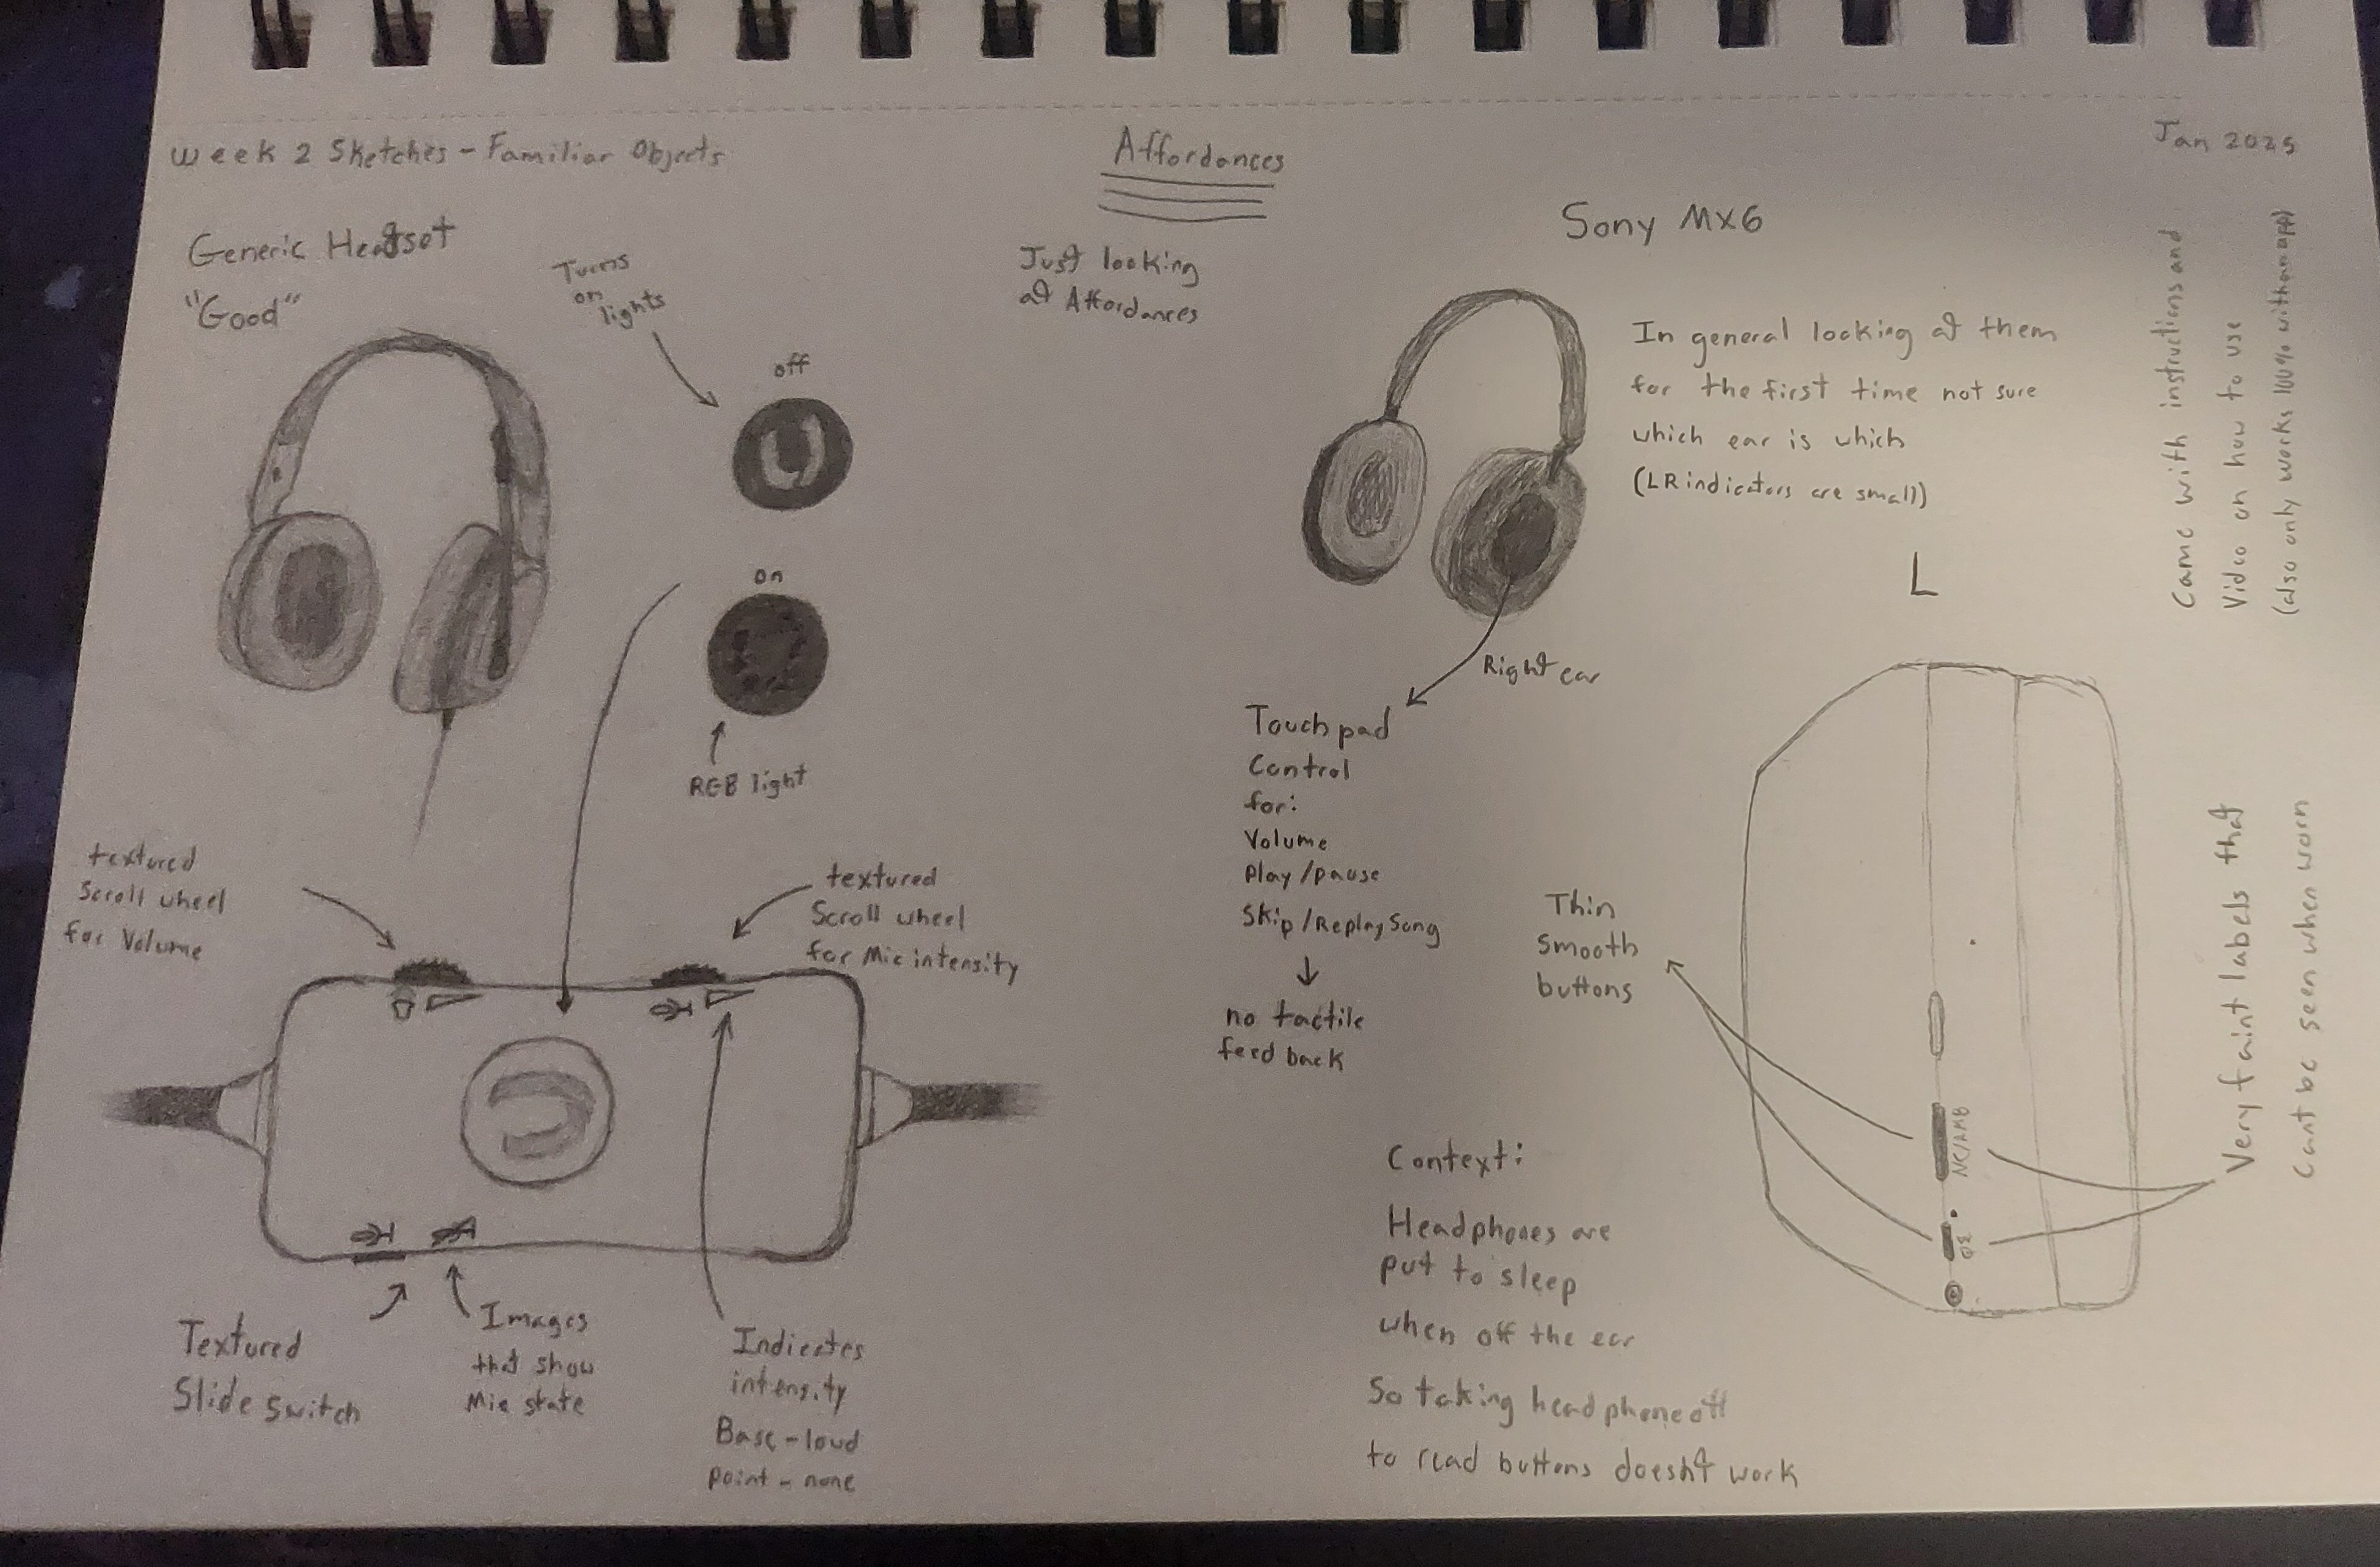 Week 2 Sketches - Familiar Objects
Affordances
Jan 2025
Generic Headset
"Good"
Turns
on
lights
off
on
RGB light
textured
Scroll wheel
for Volume
textured
Scroll wheel
for Mic intensity
Textured
Slide Switch
Images
that show
Mic state
Indicates
intensity
Base - loud
point - none
Just looking
at Affordances
Sony MX6
In general looking at them
for the first time not sure
which ear is which
(LR indicators are small)
Came with instructions and
Video on how to use
(also only works 100% without app)
Right ear
Touch pad
Control
for:
Volume
Play/pause
Skip/Replay Song
no tactile
feed back
L
Thin
smooth
buttons
NC/AMB
Very faint labels that
Cant be seen when worn
Context:
Headphones are
put to sleep
when off the ear
So taking headphone off
to read buttons doesn't work